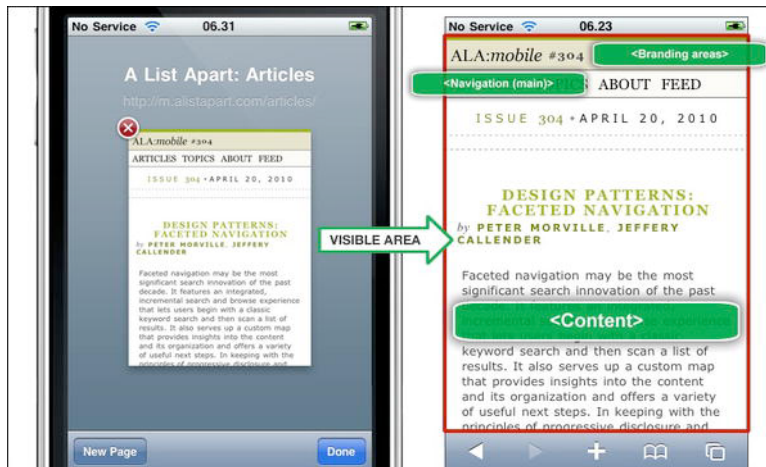 No Service 06.31
A List Apart: Articles
http://m.alistapart.com/articles/
ALA:mobile #304
ARTICLES TOPICS ABOUT FEED
ISSUE 304 • APRIL 20, 2010
DESIGN PATTERNS:
FACETED NAVIGATION
by PETER MORVILLE, JEFFERY
CALLENDER
Faceted navigation may be the most
significant search innovation of the past
decade. It features an integrated,
incremental search and browse experience
that lets users begin with a classic
keyword search and then scan a list of
results. It also serves up a custom map
that provides insights into the content
and its organization and offers a variety
of useful next steps. In keeping with the
principles of progressive disclosure and
New Page Done
VISIBLE AREA
No Service 06.23
ALA:mobile #304 <Branding areas>
<Navigation (main)> ABOUT FEED
ISSUE 304 • APRIL 20, 2010
DESIGN PATTERNS:
FACETED NAVIGATION
by PETER MORVILLE, JEFFERY
CALLENDER
Faceted navigation may be the most
significant search innovation of the past
<Content>
keyword search and then scan a list of
results. It also serves up a custom map
that provides insights into the content
and its organization and offers a variety
of useful next steps. In keeping with the
principles of progressive disclosure and